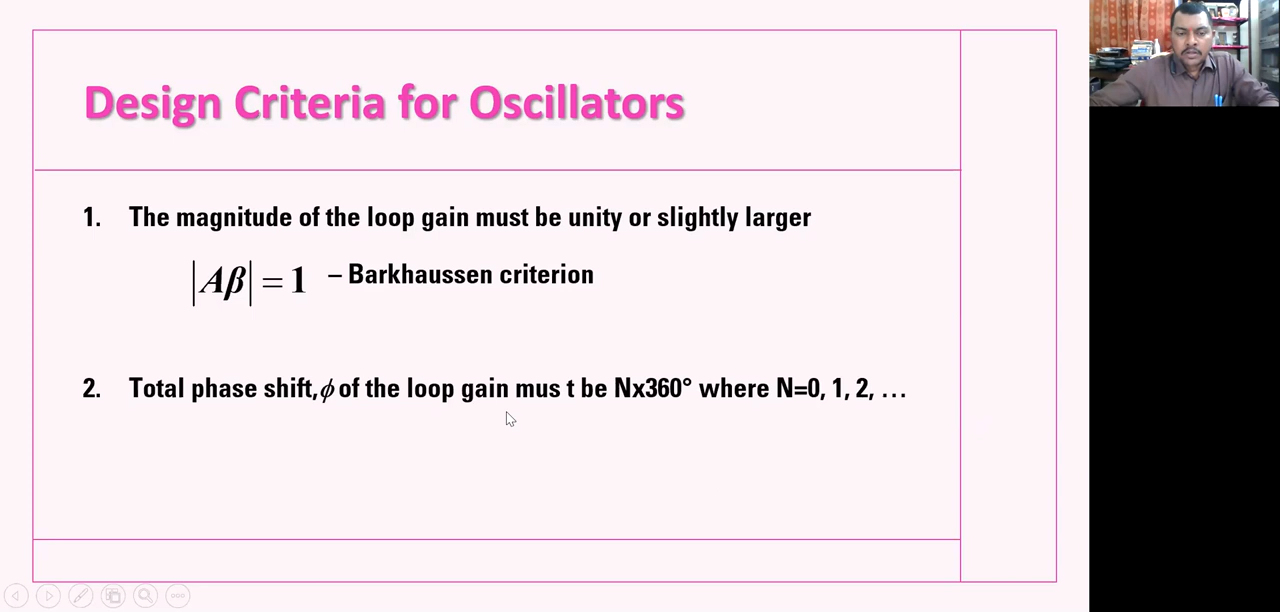 Design Criteria for Oscillators
1. The magnitude of the loop gain must be unity or slightly larger
|Aβ| = 1 – Barkhaussen criterion
2. Total phase shift,ϕ of the loop gain mus t be Nx360° where N=0, 1, 2, …